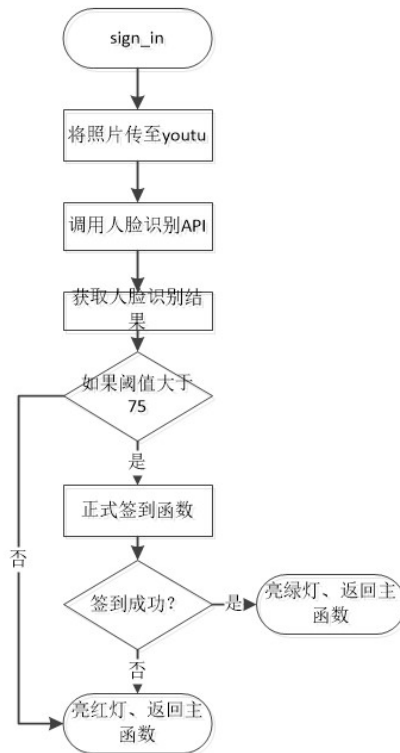 sign_in
将照片传至youtu
调用人脸识别API
获取人脸识别结
果
如果阈值大于
75
是
正式签到函数
否
签到成功?
是
亮绿灯、返回主
函数
否
亮红灯、返回主
函数